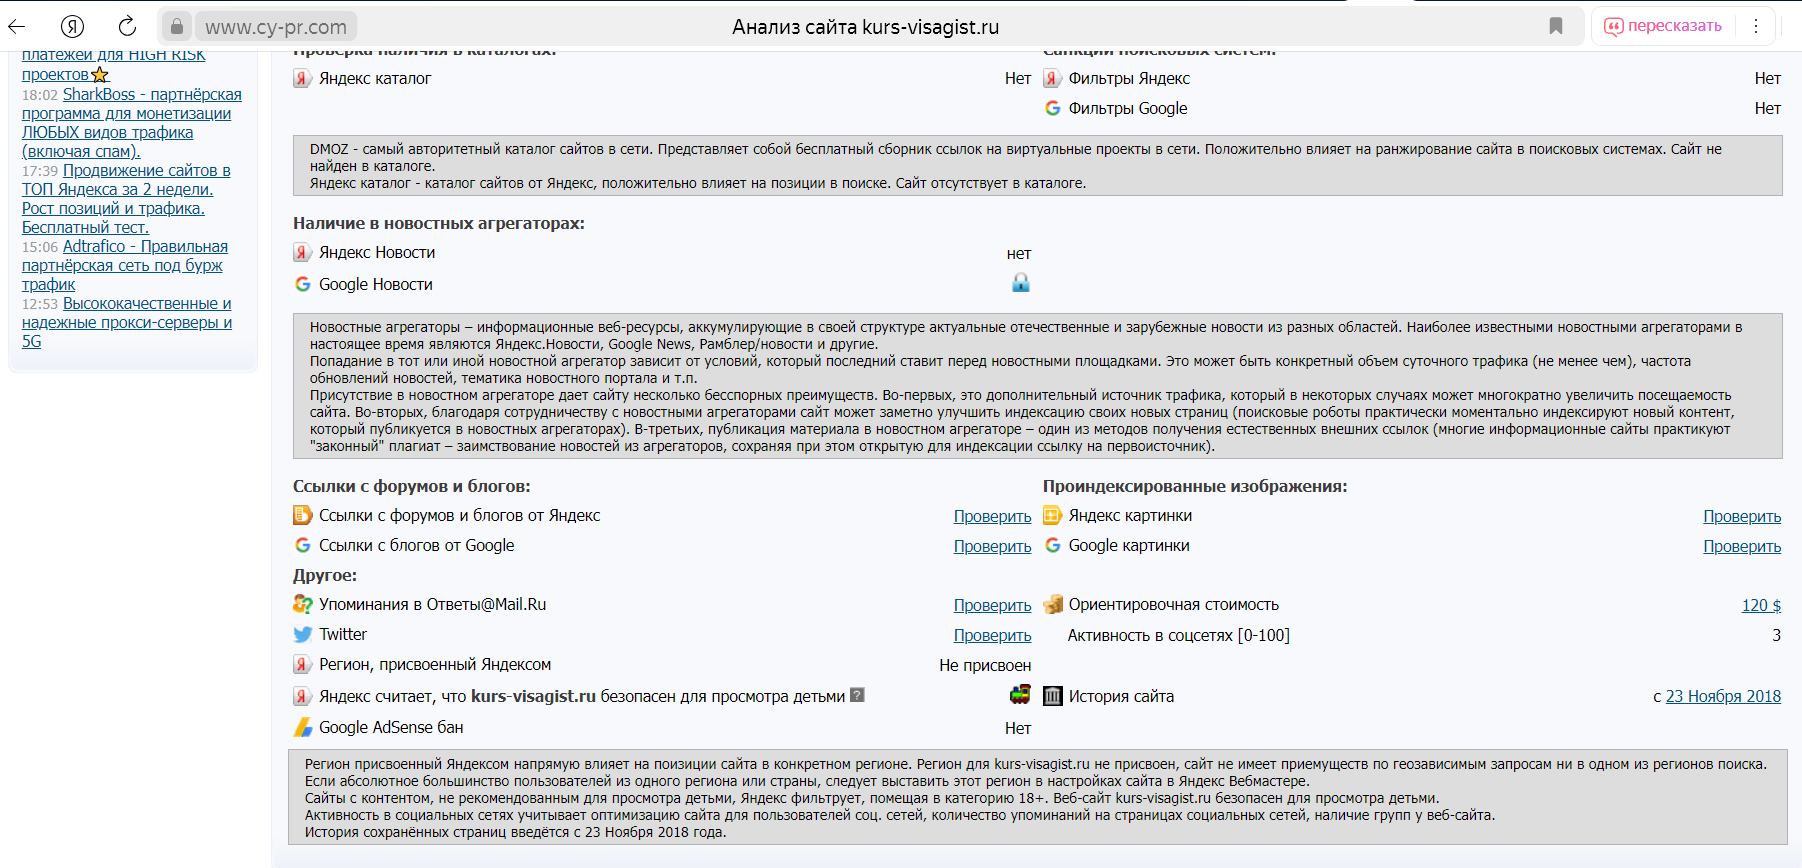 www.cy-pr.com
Анализ сайта kurs-visagist.ru
пересказать
платежей для HIGH RISK
проектов
18:02 SharkBoss - партнёрская
программа для монетизации
ЛЮБЫХ видов трафика
(включая спам).
17:39 Продвижение сайтов в
ТОП Яндекса за 2 недели.
Рост позиций и трафика.
Бесплатный тест.
15:06 Adtrafico - Правильная
партнёрская сеть под бурж
трафик
12:53 Высококачественные и
надежные прокси-серверы и
5G
Проверка наличия в каталогах:
Санкции поисковых систем:
Яндекс каталог Нет
Фильтры Яндекс Нет
Фильтры Google Нет
DMOZ - самый авторитетный каталог сайтов в сети. Представляет собой бесплатный сборник ссылок на виртуальные проекты в сети. Положительно влияет на ранжирование сайта в поисковых системах. Сайт не
найден в каталоге.
Яндекс каталог - каталог сайтов от Яндекс, положительно влияет на позиции в поиске. Сайт отсутствует в каталоге.
Наличие в новостных агрегаторах:
Яндекс Новости нет
Google Новости
Новостные агрегаторы – информационные веб-ресурсы, аккумулирующие в своей структуре актуальные отечественные и зарубежные новости из разных областей. Наиболее известными новостными агрегаторами в
настоящее время являются Яндекс.Новости, Google News, Рамблер/новости и другие.
Попадание в тот или иной новостной агрегатор зависит от условий, который последний ставит перед новостными площадками. Это может быть конкретный объем суточного трафика (не менее чем), частота
обновлений новостей, тематика новостного портала и т.п.
Присутствие в новостном агрегаторе дает сайту несколько бесспорных преимуществ. Во-первых, это дополнительный источник трафика, который в некоторых случаях может многократно увеличить посещаемость
сайта. Во-вторых, благодаря сотрудничеству с новостными агрегаторами сайт может заметно улучшить индексацию своих новых страниц (поисковые роботы практически моментально индексируют новый контент,
который публикуется в новостных агрегаторах). В-третьих, публикация материала в новостном агрегаторе – один из методов получения естественных внешних ссылок (многие информационные сайты практикуют
"законный" плагиат – заимствование новостей из агрегаторов, сохраняя при этом открытую для индексации ссылку на первоисточник).
Ссылки с форумов и блогов:
Проиндексированные изображения:
Ссылки с форумов и блогов от Яндекс Проверить
Яндекс картинки Проверить
Ссылки с блогов от Google Проверить
Google картинки Проверить
Другое:
Упоминания в Ответы@Mail.Ru Проверить
Ориентировочная стоимость 120 $
Twitter Проверить
Активность в соцсетях [0-100] 3
Регион, присвоенный Яндексом Не присвоен
Яндекс считает, что kurs-visagist.ru безопасен для просмотра детьми ?
История сайта с 23 Ноября 2018
Google AdSense бан Нет
Регион присвоенный Яндексом напрямую влияет на поизиции сайта в конкретном регионе. Регион для kurs-visagist.ru не присвоен, сайт не имеет приемуществ по геозависимым запросам ни в одном из регионов поиска.
Если абсолютное большинство пользователей из одного региона или страны, следует выставить этот регион в настройках сайта в Яндекс Вебмастере.
Сайты с контентом, не рекомендованным для просмотра детьми, Яндекс фильтрует, помещая в категорию 18+. Веб-сайт kurs-visagist.ru безопасен для просмотра детьми.
Активность в социальных сетях учитывает оптимизацию сайта для пользователей соц. сетей, количество упоминаний на страницах социальных сетей, наличие групп у веб-сайта.
История сохранённых страниц введётся с 23 Ноября 2018 года.